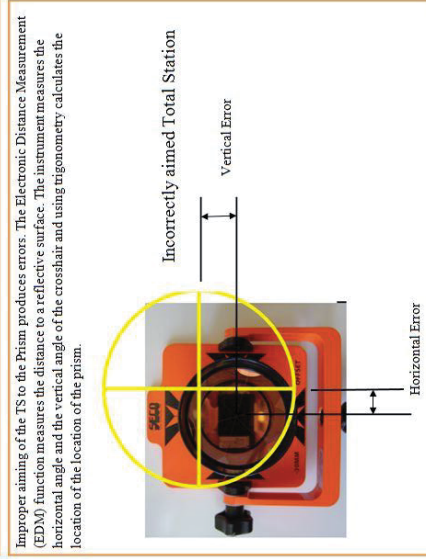 Improper aiming of the TS to the Prism produces errors. The Electronic Distance Measurement
(EDM) function measures the distance to a reflective surface. The instrument measures the
horizontal angle and the vertical angle of the crosshair and using trigonometry calculates the
location of the location of the prism.
Incorrectly aimed Total Station
Vertical Error
SECO
OFFSET
Horizontal Error